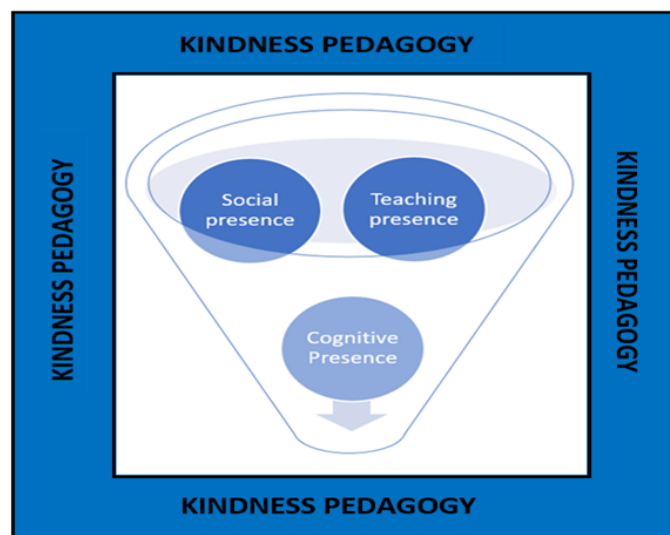 KINDNESS PEDAGOGY
KINDNESS PEDAGOGY
Social
presence
Teaching
presence
Cognitive
Presence
KINDNESS PEDAGOGY
KINDNESS PEDAGOGY